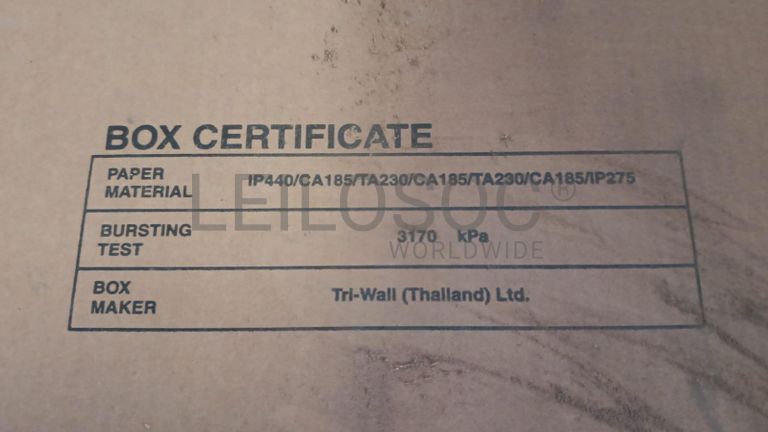 BOX CERTIFICATE
PAPER MATERIAL IP440/CA185/TA230/CA185/TA230/CA185/IP275
BURSTING TEST 3170 kPa
BOX MAKER Tri-Wall (Thailand) Ltd.
LEILOSOC®
WORLDWIDE